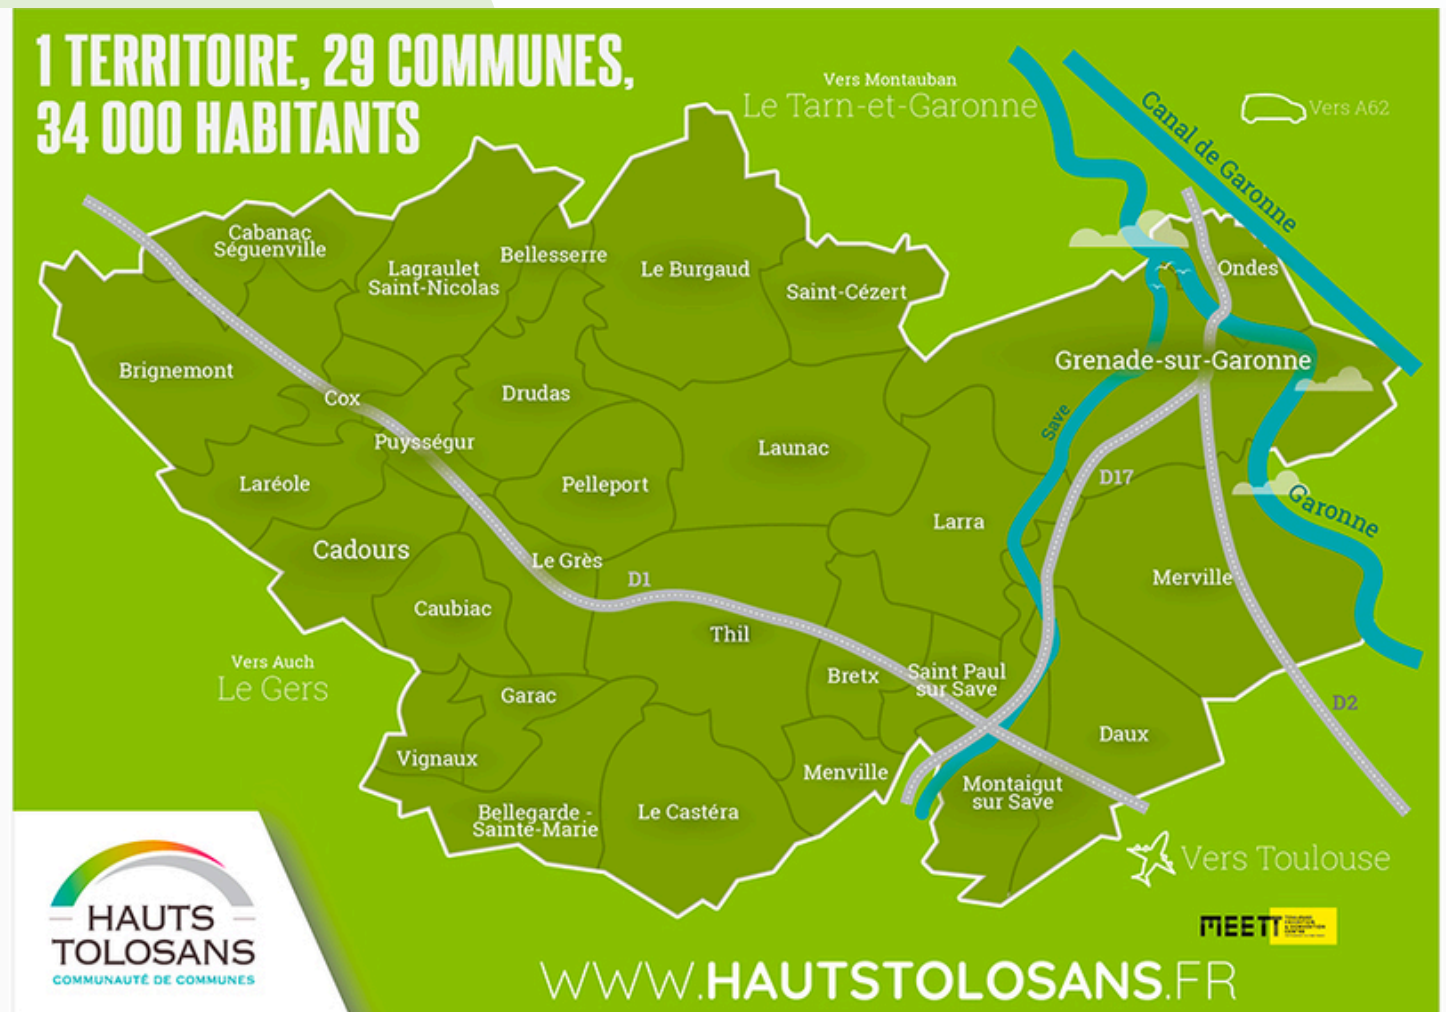 1 TERRITOIRE, 29 COMMUNES,
34 000 HABITANTS
Vers Montauban
Le Tarn-et-Garonne
Canal de Garonne
Vers A62
Cabanac
Séguenville
Lagraulet
Saint-Nicolas
Bellesserre
Le Burgaud
Saint-Cézert
Ondes
Brignemont
Cox
Drudas
Grenade-sur-Garonne
Puysségur
Save
Launac
D17
Laréole
Pelleport
Garonne
Larra
Cadours
Le Grès
D1
Merville
Caubiac
Thil
Vers Auch
Le Gers
Bretx
Saint Paul
sur Save
Garac
D2
Vignaux
Daux
Menville
Montaigut
sur Save
Bellegarde -
Sainte-Marie
Le Castéra
Vers Toulouse
HAUTS
TOLOSANS
COMMUNAUTÉ DE COMMUNES
MEETT
WWW.HAUTSTOLOSANS.FR